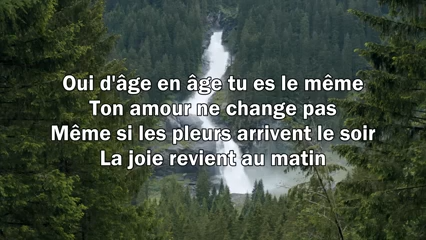 Oui d'âge en âge tu es le même
Ton amour ne change pas
Même si les pleurs arrivent le soir
La joie revient au matin